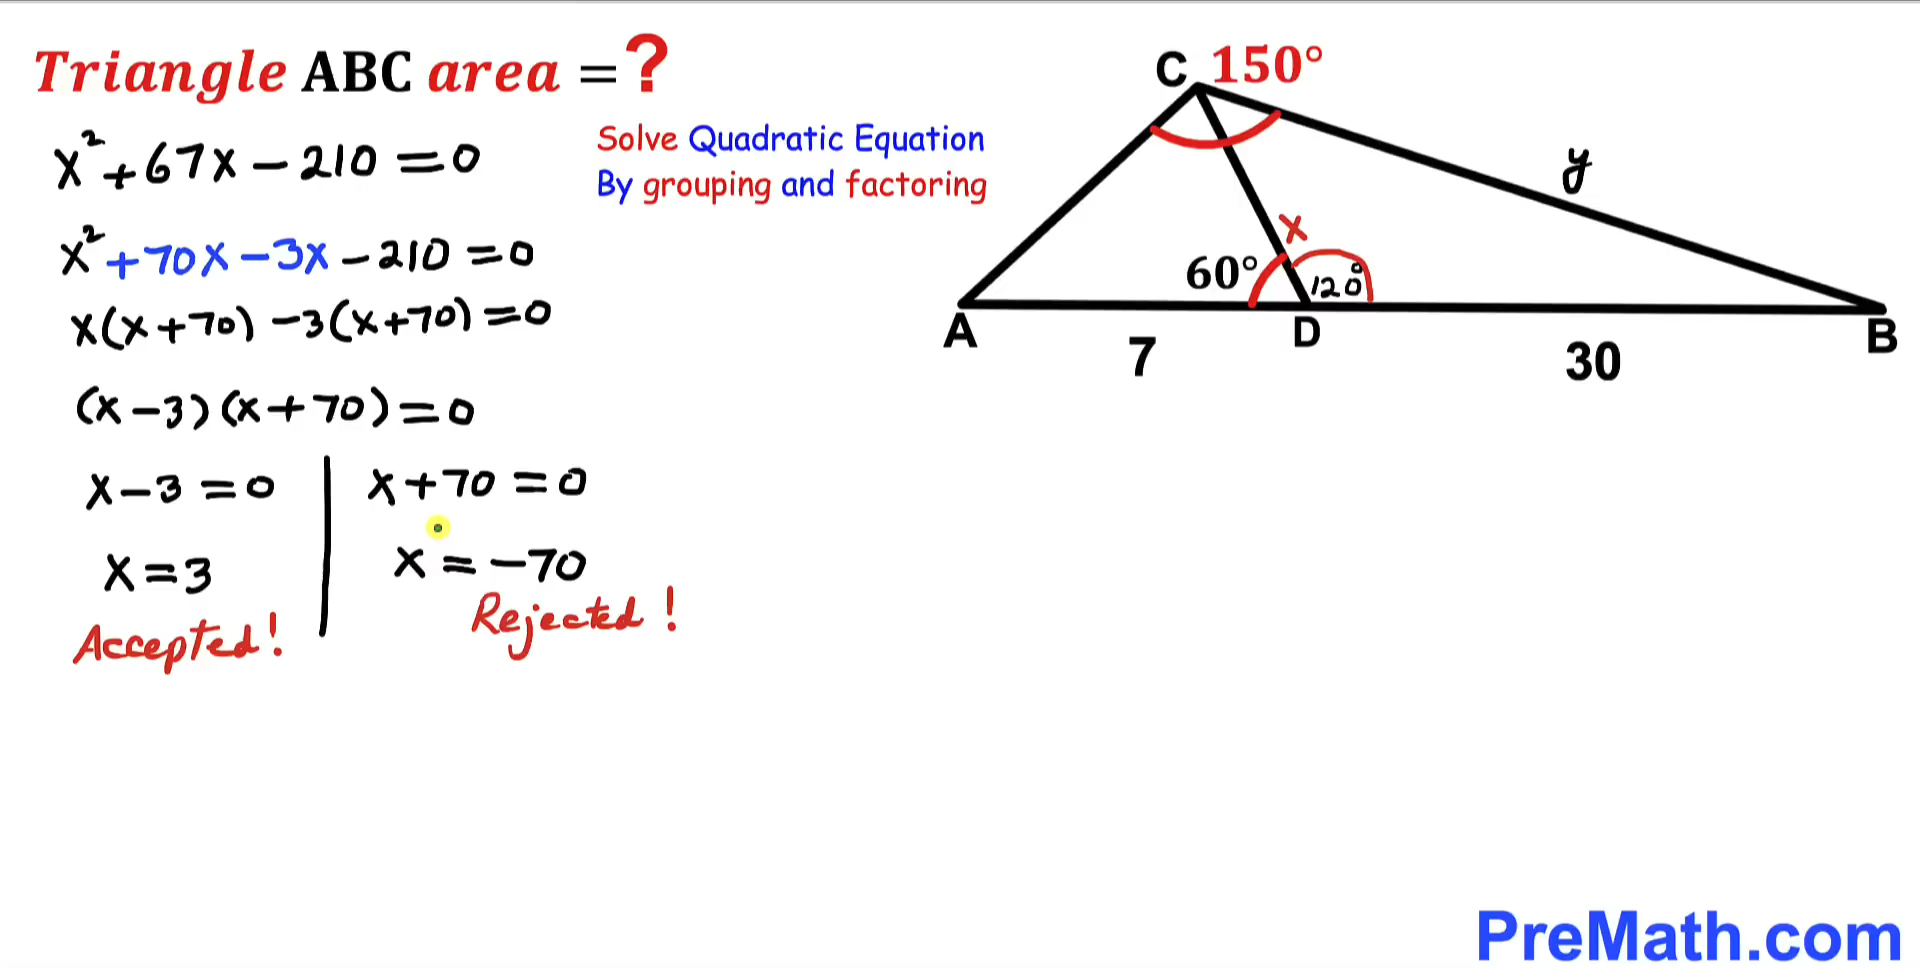 Triangle ABC area = ?
x² + 67x - 210 = 0
Solve Quadratic Equation
By grouping and factoring
x² + 70x - 3x - 210 = 0
x(x + 70) - 3(x + 70) = 0
(x - 3)(x + 70) = 0
x - 3 = 0
x = 3
Accepted!
x + 70 = 0
x = -70
Rejected!
C 150°
y
x
60°
120°
A
D
B
7
30
PreMath.com